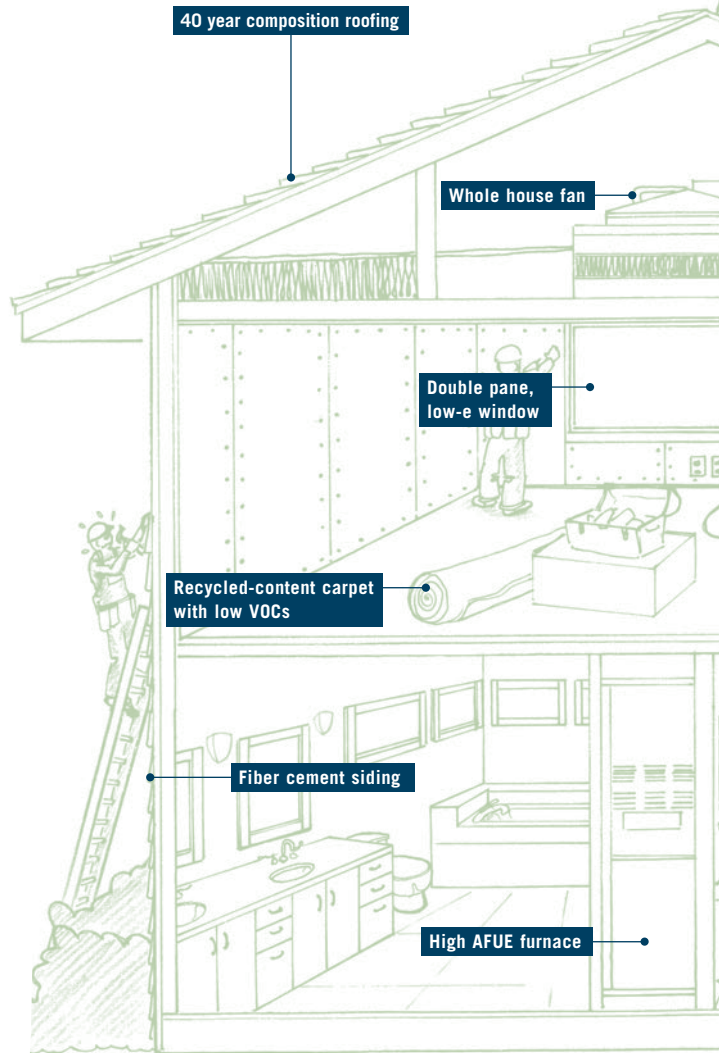 40 year composition roofing
Whole house fan
Double pane,
low-e window
Recycled-content carpet
with low VOCs
Fiber cement siding
High AFUE furnace